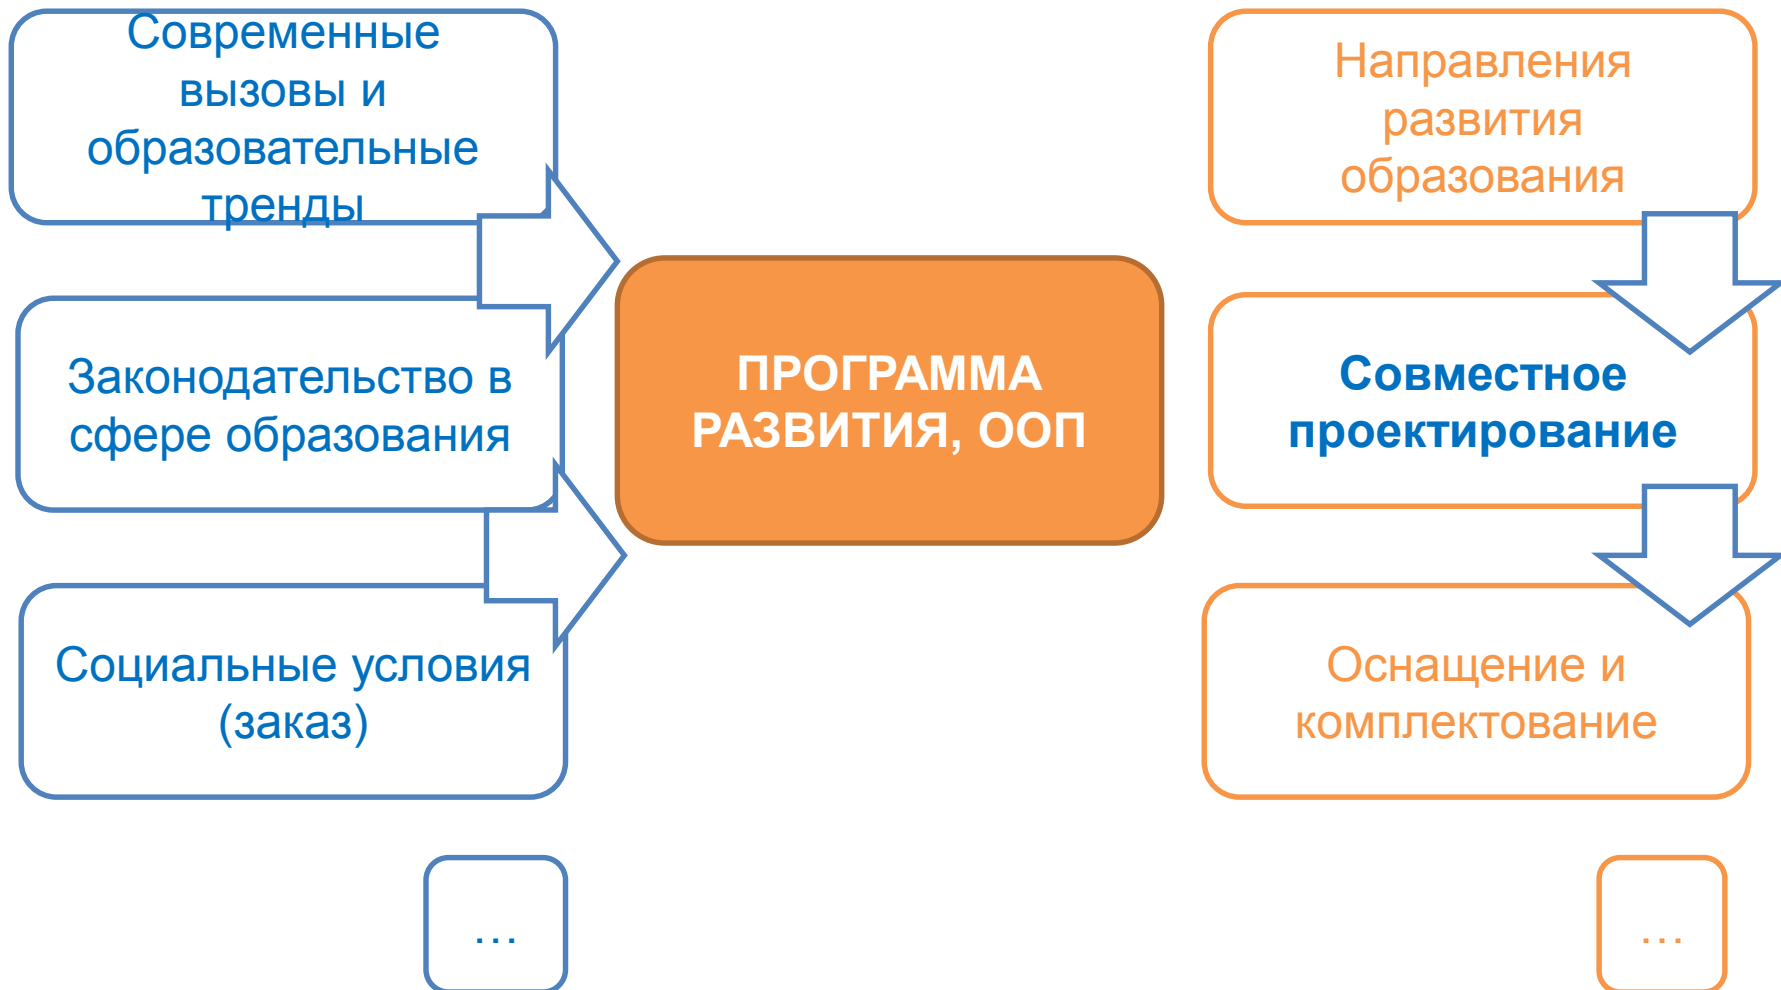 Современные
вызовы и
образовательные
тренды
Законодательство в
сфере образования
Социальные условия
(заказ)
…
ПРОГРАММА
РАЗВИТИЯ, ООП
Направления
развития
образования
Совместное
проектирование
Оснащение и
комплектование
…